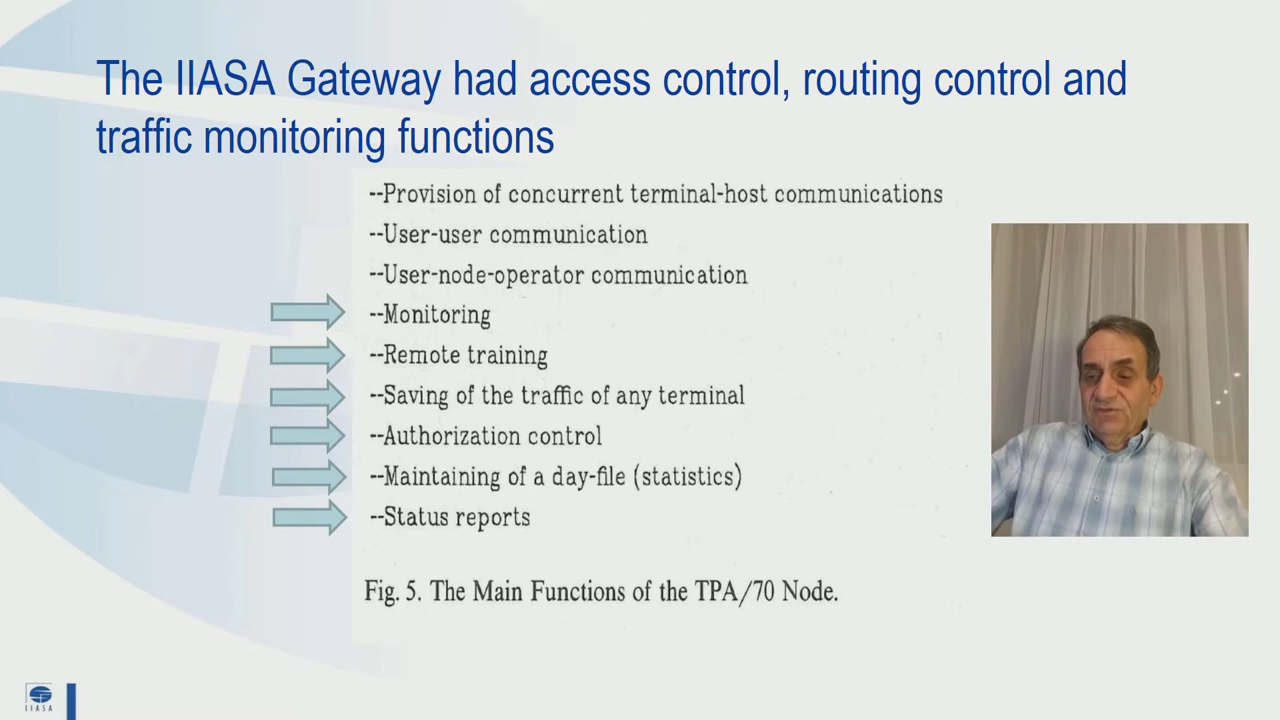 The IIASA Gateway had access control, routing control and
traffic monitoring functions
--Provision of concurrent terminal-host communications
--User-user communication
--User-node-operator communication
--Monitoring
--Remote training
--Saving of the traffic of any terminal
--Authorization control
--Maintaining of a day-file (statistics)
--Status reports
Fig. 5. The Main Functions of the TPA/70 Node.
IIASA